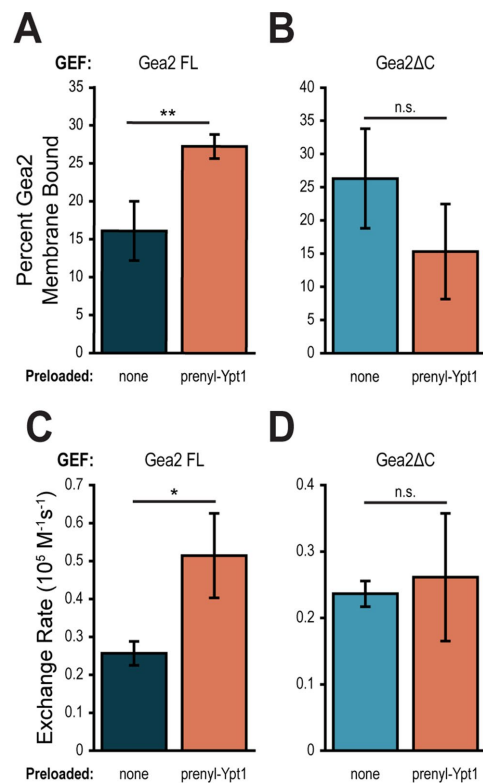 A
B
GEF: Gea2 FL
Gea2ΔC
Percent Gea2
Membrane Bound
35
30
25
20
15
10
5
0
**
40
35
30
25
20
15
10
5
0
n.s.
Preloaded: none prenyl-Ypt1
none prenyl-Ypt1
C
D
GEF: Gea2 FL
Gea2ΔC
Exchange Rate (10⁵ M⁻¹s⁻¹)
0.7
0.6
0.5
0.4
0.3
0.2
0.1
0
*
0.4
0.3
0.2
0.1
0
n.s.
Preloaded: none prenyl-Ypt1
none prenyl-Ypt1